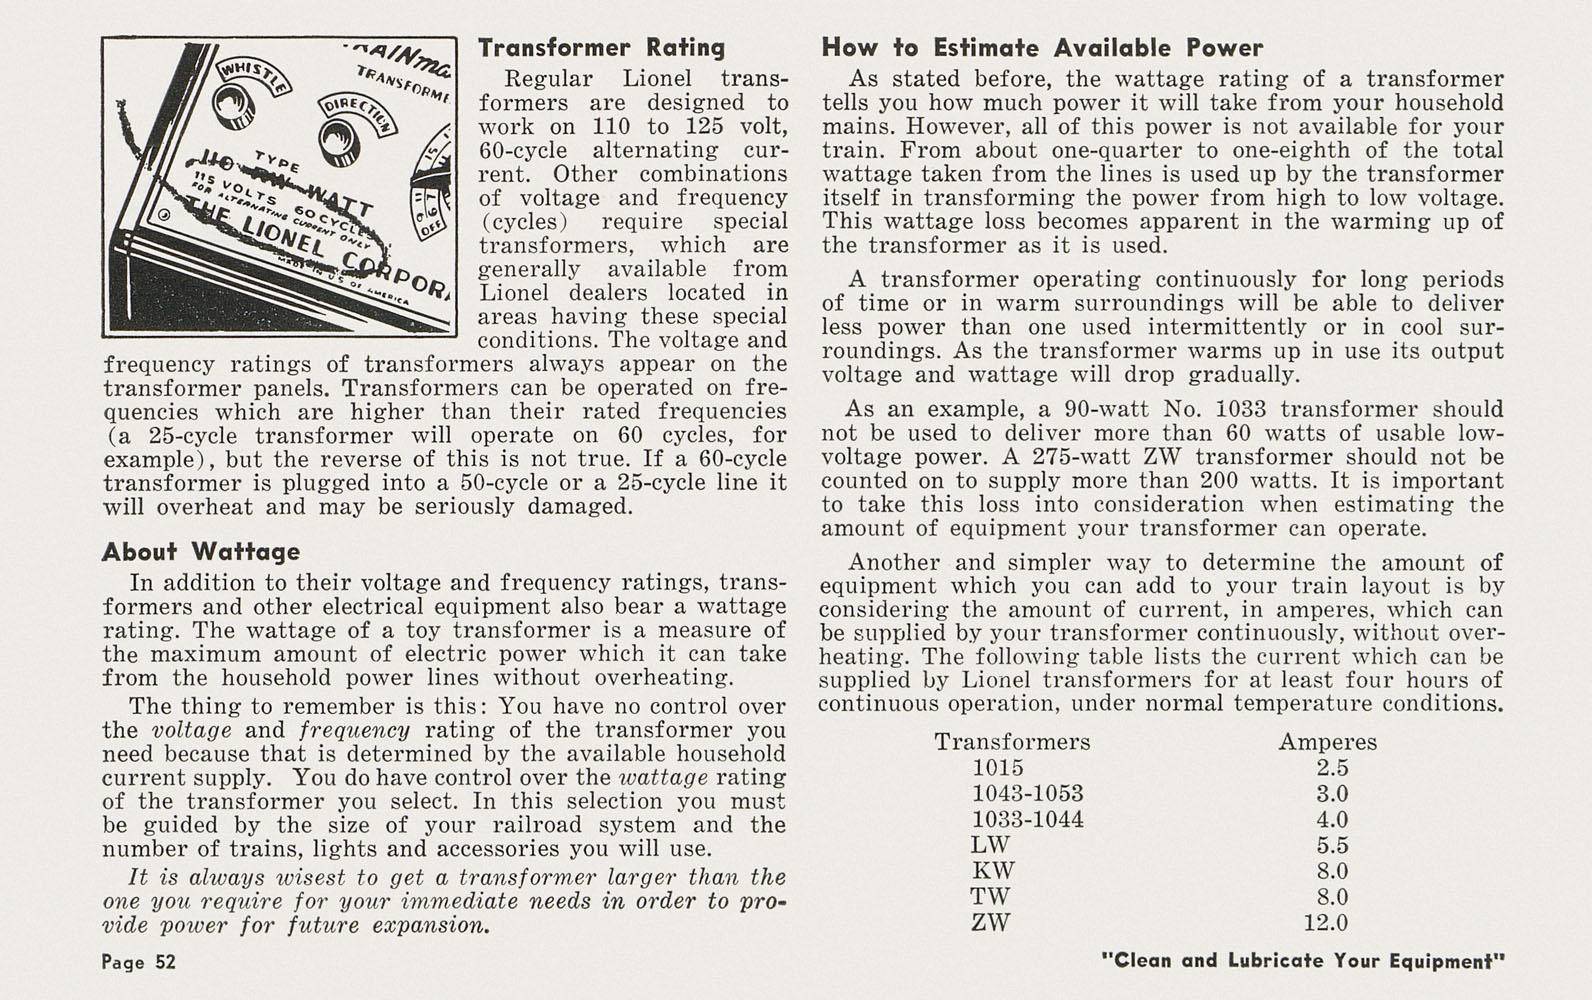 RAINma
TRANSFORME
WHISTLE
DIRECTION
TYPE
110 RW WATT
115 VOLTS 60 CYCLE
FOR ALTERNATING CURRENT ONLY
THE LIONEL CORPORA
MADE IN U.S. OF AMERICA
15
11 9 6 7
OFF
Transformer Rating
Regular Lionel trans-
formers are designed to
work on 110 to 125 volt,
60-cycle alternating cur-
rent. Other combinations
of voltage and frequency
(cycles) require special
transformers, which are
generally available from
Lionel dealers located in
areas having these special
conditions. The voltage and
frequency ratings of transformers always appear on the
transformer panels. Transformers can be operated on fre-
quencies which are higher than their rated frequencies
(a 25-cycle transformer will operate on 60 cycles, for
example), but the reverse of this is not true. If a 60-cycle
transformer is plugged into a 50-cycle or a 25-cycle line it
will overheat and may be seriously damaged.
About Wattage
In addition to their voltage and frequency ratings, trans-
formers and other electrical equipment also bear a wattage
rating. The wattage of a toy transformer is a measure of
the maximum amount of electric power which it can take
from the household power lines without overheating.
The thing to remember is this: You have no control over
the voltage and frequency rating of the transformer you
need because that is determined by the available household
current supply. You do have control over the wattage rating
of the transformer you select. In this selection you must
be guided by the size of your railroad system and the
number of trains, lights and accessories you will use.
It is always wisest to get a transformer larger than the
one you require for your immediate needs in order to pro-
vide power for future expansion.
Page 52
How to Estimate Available Power
As stated before, the wattage rating of a transformer
tells you how much power it will take from your household
mains. However, all of this power is not available for your
train. From about one-quarter to one-eighth of the total
wattage taken from the lines is used up by the transformer
itself in transforming the power from high to low voltage.
This wattage loss becomes apparent in the warming up of
the transformer as it is used.
A transformer operating continuously for long periods
of time or in warm surroundings will be able to deliver
less power than one used intermittently or in cool sur-
roundings. As the transformer warms up in use its output
voltage and wattage will drop gradually.
As an example, a 90-watt No. 1033 transformer should
not be used to deliver more than 60 watts of usable low-
voltage power. A 275-watt ZW transformer should not be
counted on to supply more than 200 watts. It is important
to take this loss into consideration when estimating the
amount of equipment your transformer can operate.
Another and simpler way to determine the amount of
equipment which you can add to your train layout is by
considering the amount of current, in amperes, which can
be supplied by your transformer continuously, without over-
heating. The following table lists the current which can be
supplied by Lionel transformers for at least four hours of
continuous operation, under normal temperature conditions.
Transformers Amperes
1015 2.5
1043-1053 3.0
1033-1044 4.0
LW 5.5
KW 8.0
TW 8.0
ZW 12.0
"Clean and Lubricate Your Equipment"